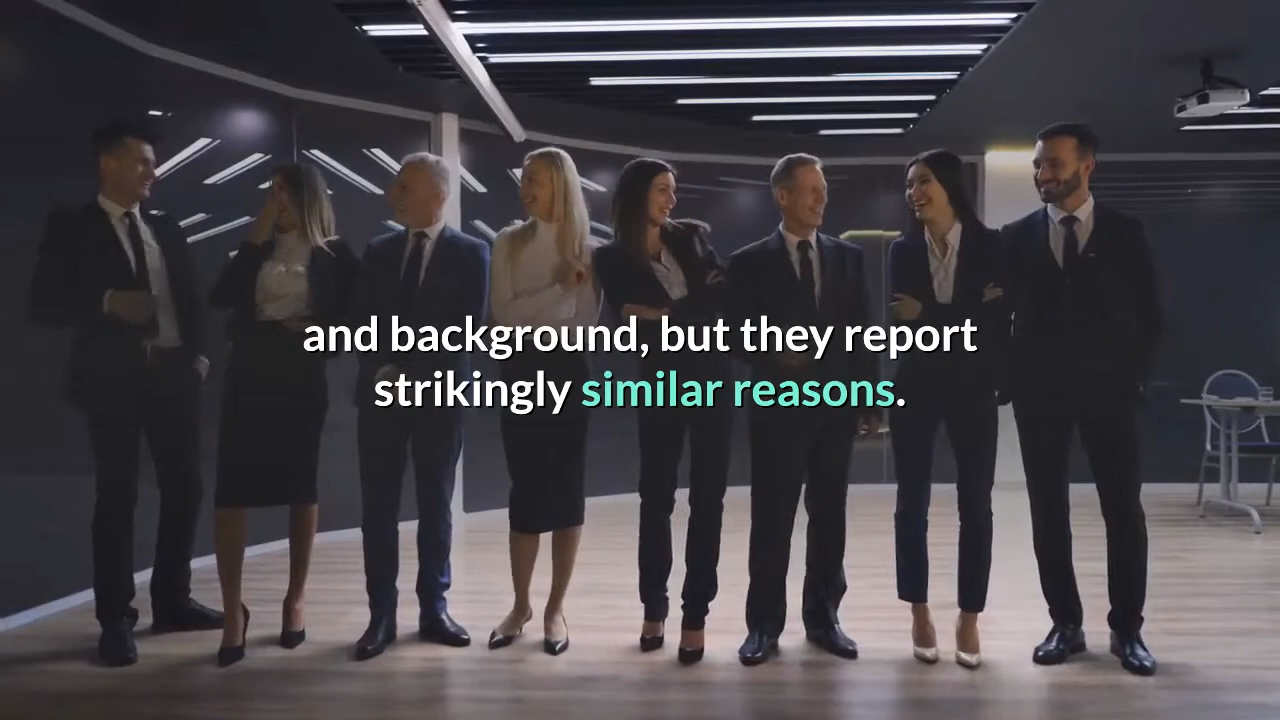 and background, but they report
strikingly similar reasons.